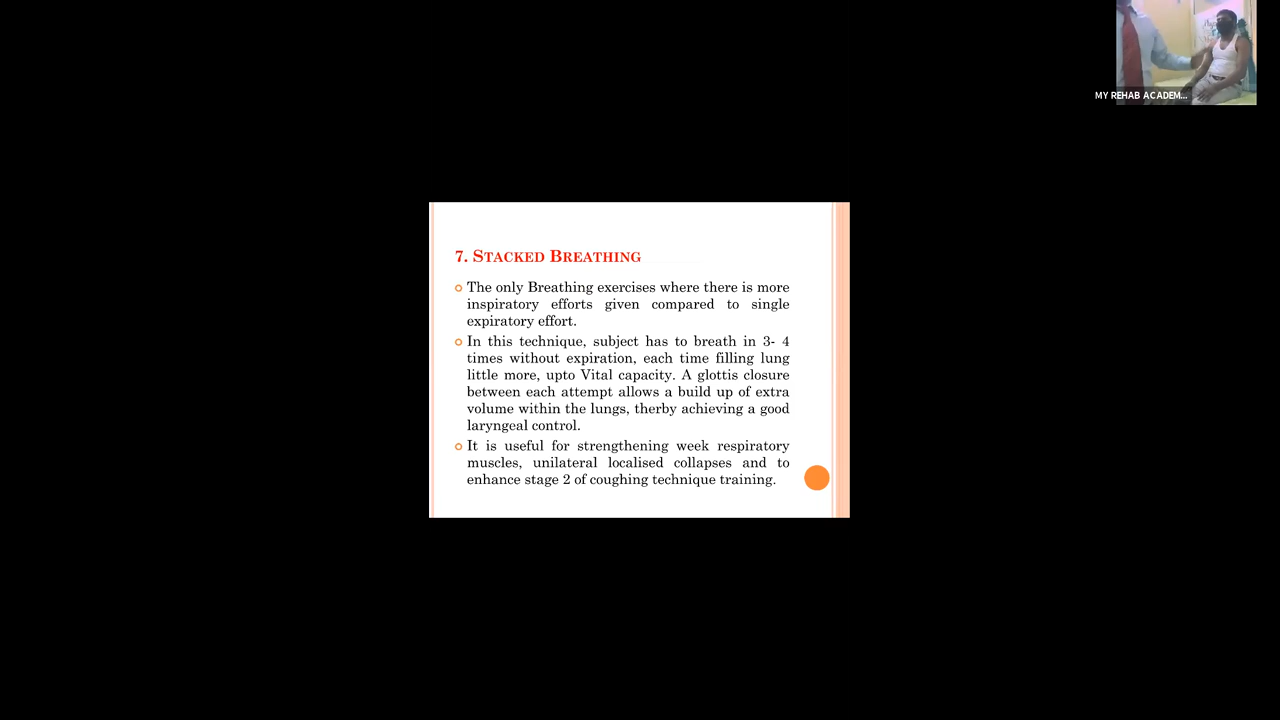 MY REHAB ACADEM...
7. STACKED BREATHING
The only Breathing exercises where there is more
inspiratory efforts given compared to single
expiratory effort.
In this technique, subject has to breath in 3- 4
times without expiration, each time filling lung
little more, upto Vital capacity. A glottis closure
between each attempt allows a build up of extra
volume within the lungs, therby achieving a good
laryngeal control.
It is useful for strengthening week respiratory
muscles, unilateral localised collapses and to
enhance stage 2 of coughing technique training.